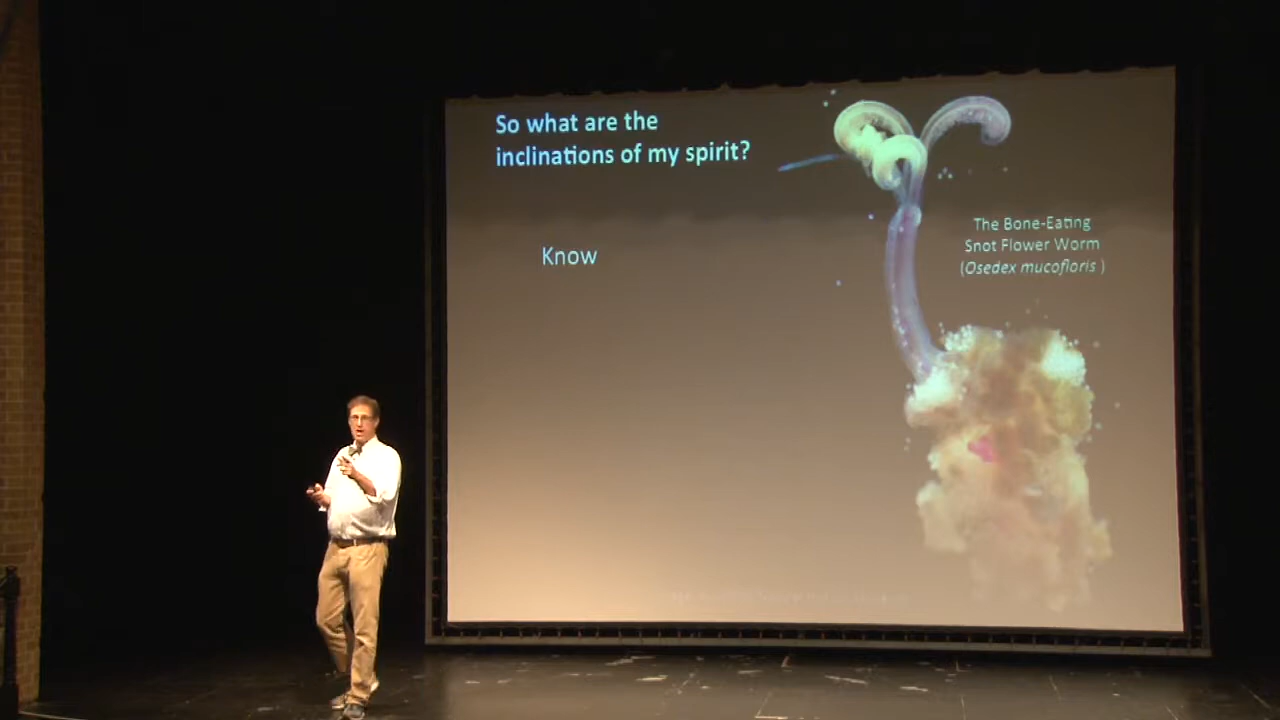 So what are the
inclinations of my spirit?
Know
The Bone-Eating
Snot Flower Worm
(Osedex mucofloris )